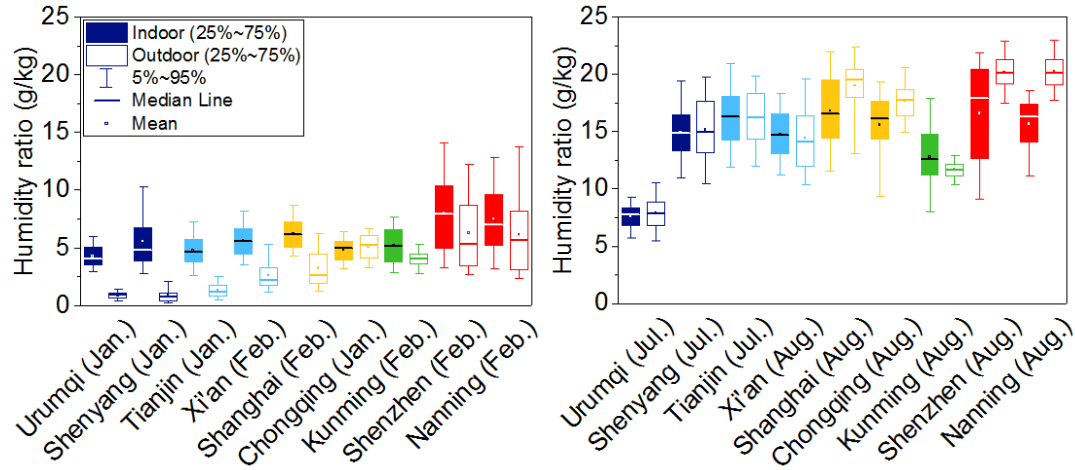 25
20
15
10
5
0
Humidity ratio (g/kg)
Indoor (25%~75%)
Outdoor (25%~75%)
5%~95%
Median Line
Mean
Urumqi (Jan.)
Shenyang (Jan.)
Tianjin (Jan.)
Xi'an (Feb.)
Shanghai (Feb.)
Chongqing (Jan.)
Kunming (Feb.)
Shenzhen (Feb.)
Nanning (Feb.)
25
20
15
10
5
0
Humidity ratio (g/kg)
Urumqi (Jul.)
Shenyang (Jul.)
Tianjin (Jul.)
Xi'an (Aug.)
Shanghai (Aug.)
Chongqing (Aug.)
Kunming (Aug.)
Shenzhen (Aug.)
Nanning (Aug.)